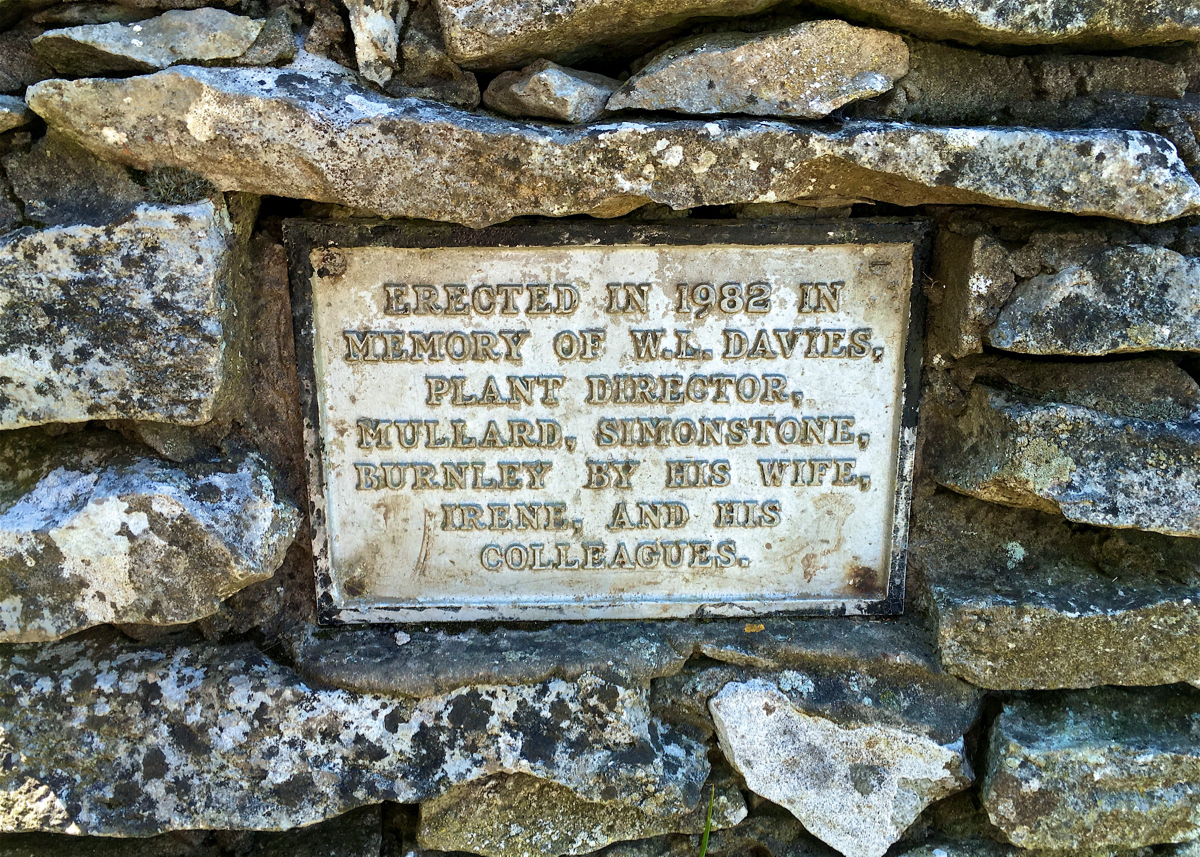 ERECTED IN 1982 IN
MEMORY OF W.L. DAVIES,
PLANT DIRECTOR,
MULLARD, SIMONSTONE,
BURNLEY BY HIS WIFE,
IRENE, AND HIS
COLLEAGUES.